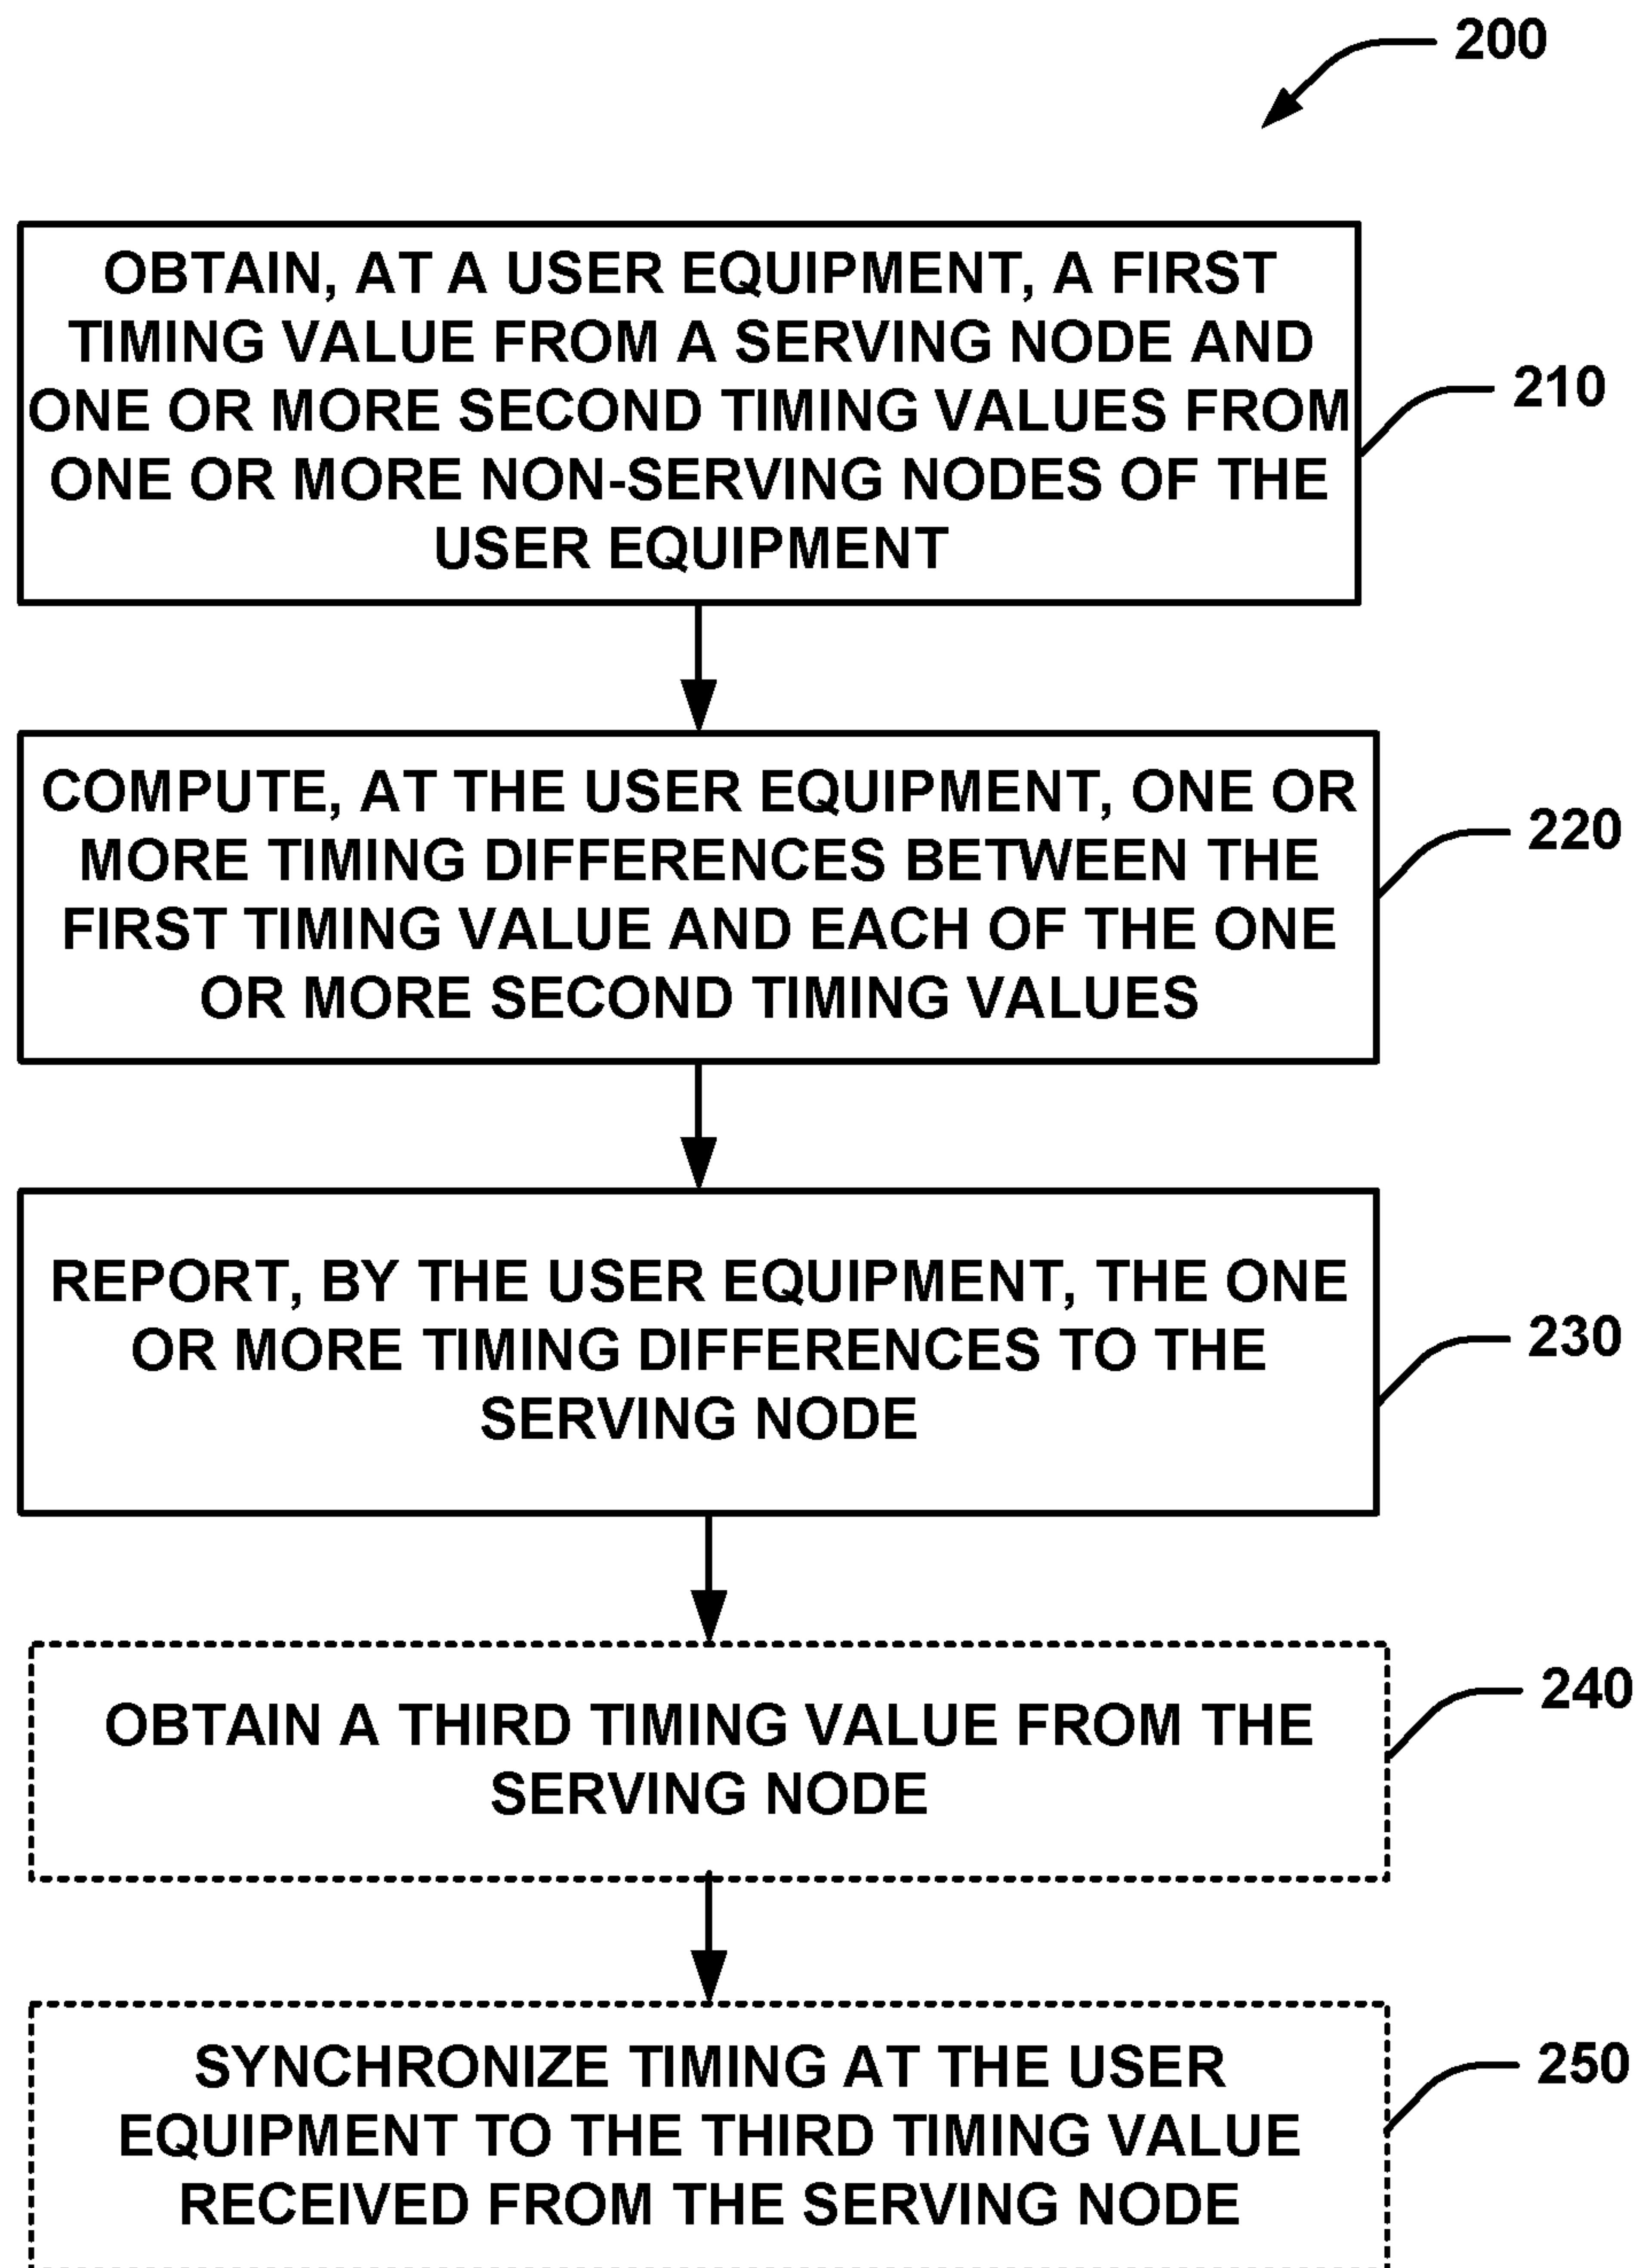 200
OBTAIN, AT A USER EQUIPMENT, A FIRST
TIMING VALUE FROM A SERVING NODE AND
ONE OR MORE SECOND TIMING VALUES FROM
ONE OR MORE NON-SERVING NODES OF THE
USER EQUIPMENT
210
COMPUTE, AT THE USER EQUIPMENT, ONE OR
MORE TIMING DIFFERENCES BETWEEN THE
FIRST TIMING VALUE AND EACH OF THE ONE
OR MORE SECOND TIMING VALUES
220
REPORT, BY THE USER EQUIPMENT, THE ONE
OR MORE TIMING DIFFERENCES TO THE
SERVING NODE
230
OBTAIN A THIRD TIMING VALUE FROM THE
SERVING NODE
240
SYNCHRONIZE TIMING AT THE USER
EQUIPMENT TO THE THIRD TIMING VALUE
RECEIVED FROM THE SERVING NODE
250